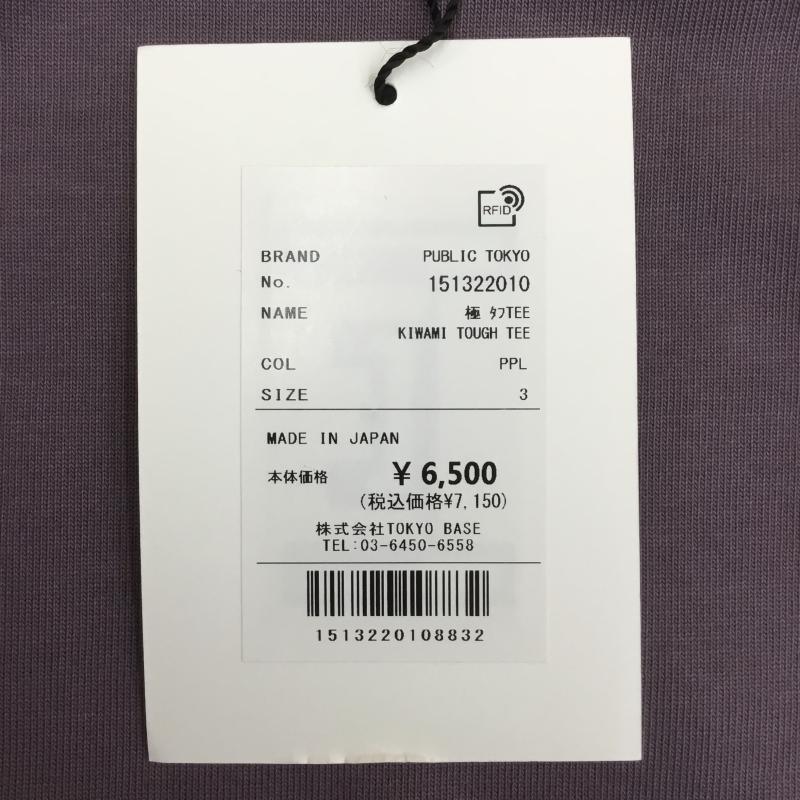 RFID
BRAND PUBLIC TOKYO
No. 151322010
NAME 極 ﾀﾌTEE
KIWAMI TOUGH TEE
COL PPL
SIZE 3
MADE IN JAPAN
本体価格 ¥ 6,500
(税込価格¥7,150)
株式会社TOKYO BASE
TEL:03-6450-6558
1513220108832